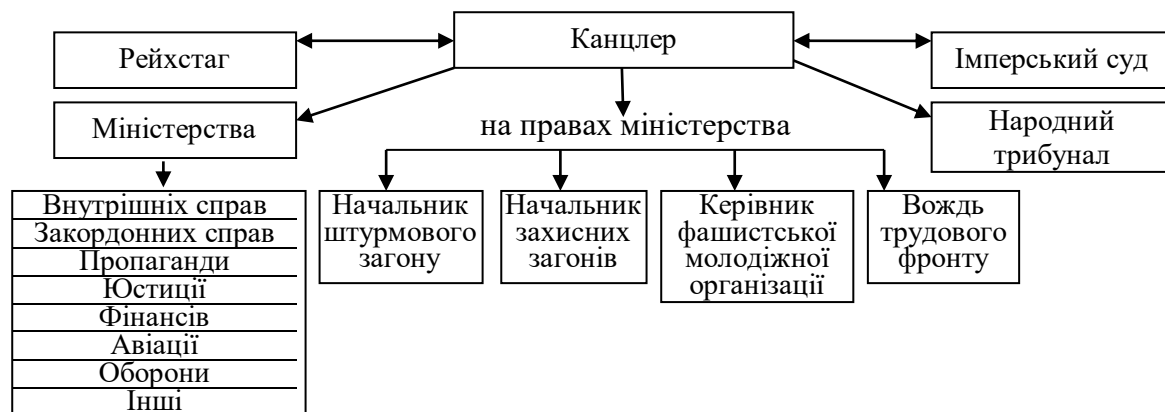 Канцлер
Рейхстаг
Імперський суд
Міністерства
на правах міністерства
Народний
трибунал
Внутрішніх справ
Закордонних справ
Пропаганди
Юстиції
Фінансів
Авіації
Оборони
Інші
Начальник
штурмового
загону
Начальник
захисних
загонів
Керівник
фашистської
молодіжної
організації
Вождь
трудового
фронту